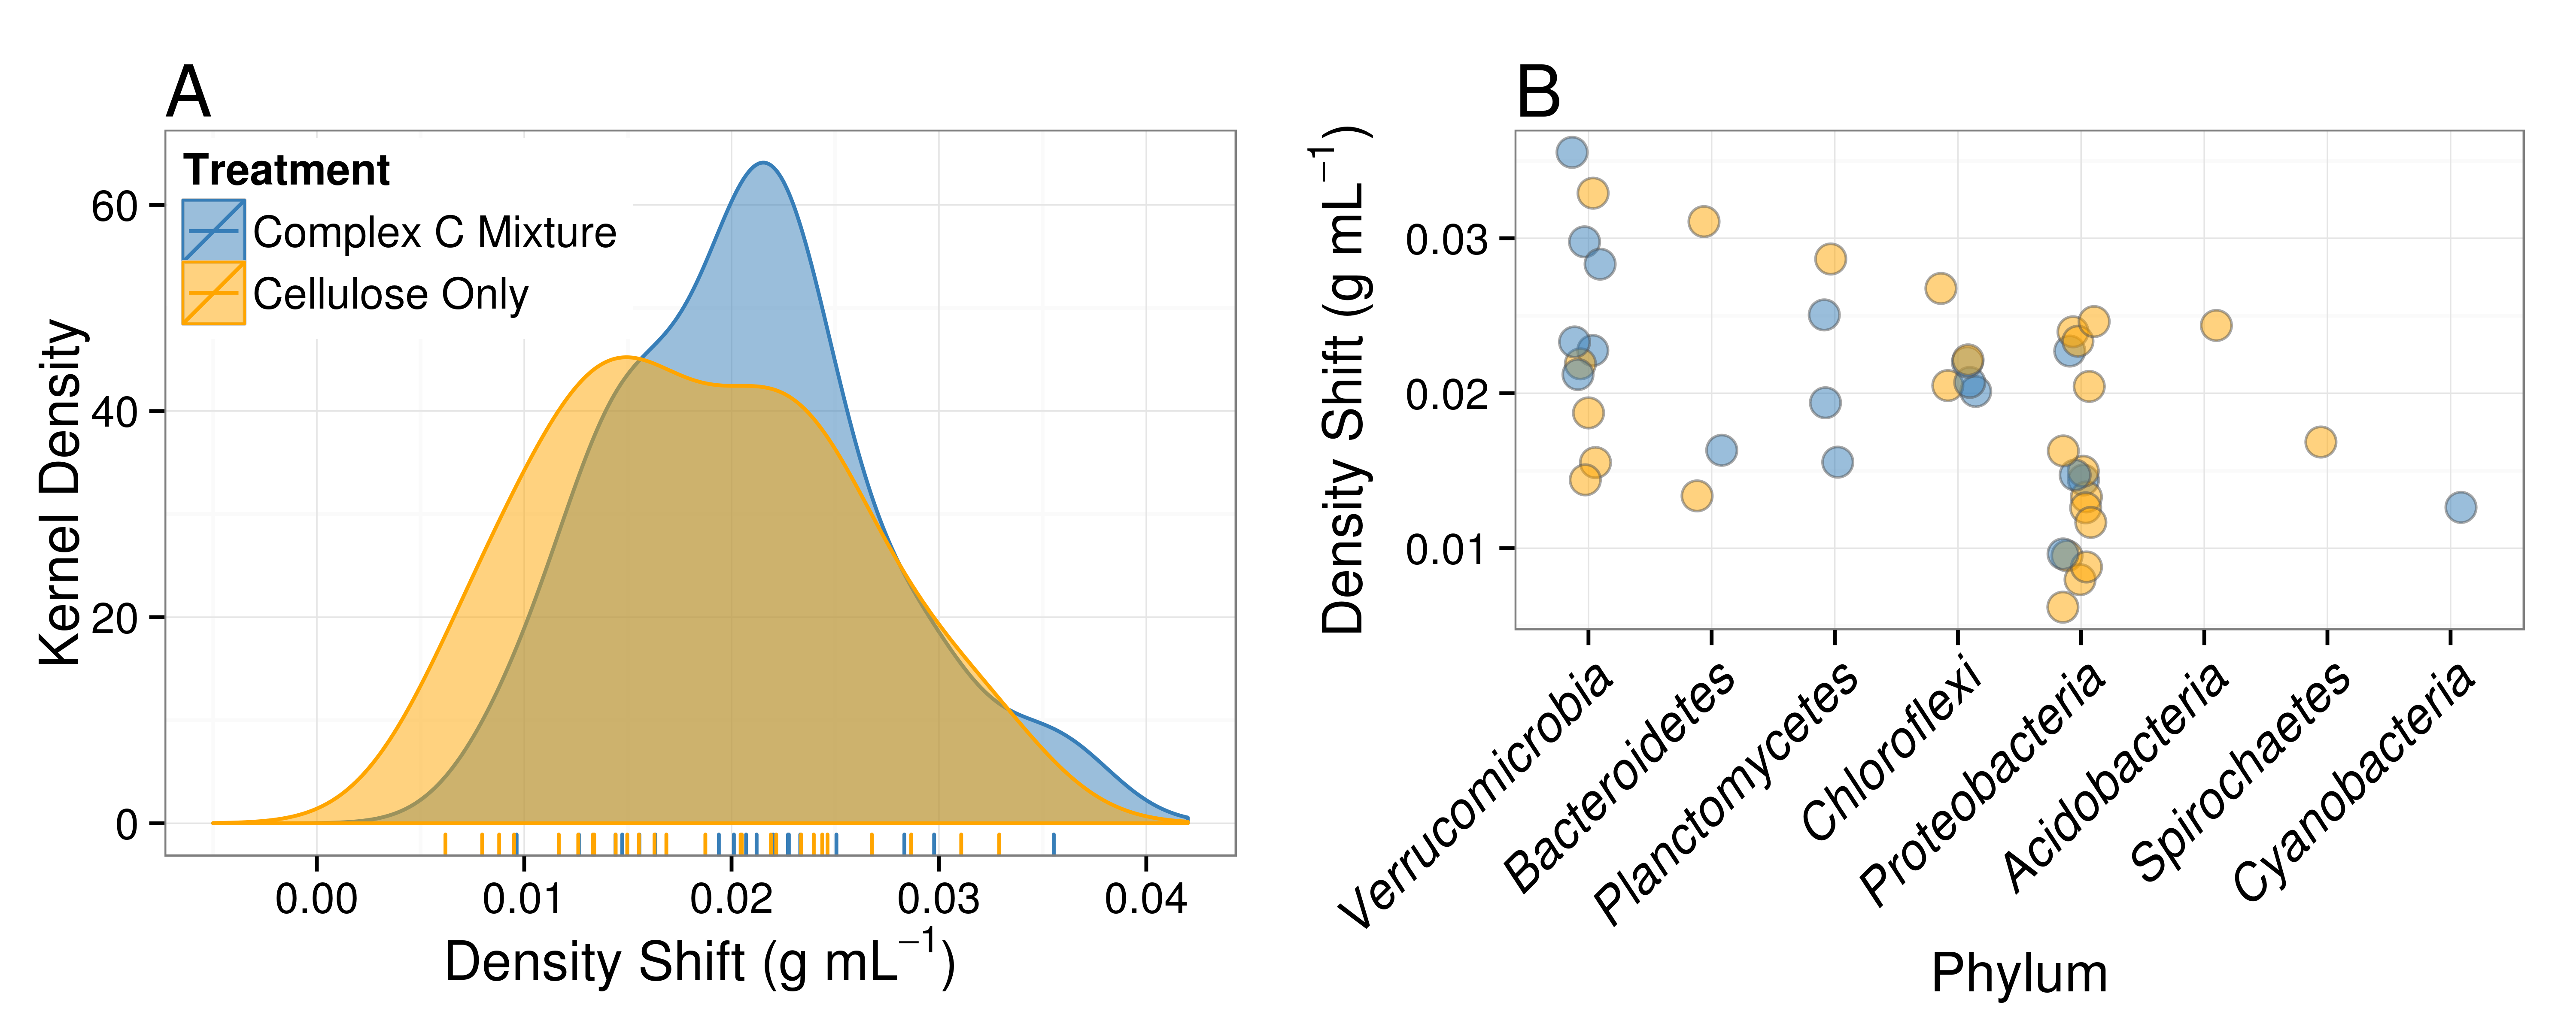 A
Treatment
Complex C Mixture
Cellulose Only
Kernel Density
60
40
20
0
0.00 0.01 0.02 0.03 0.04
Density Shift (g mL⁻¹)
B
Density Shift (g mL⁻¹)
0.03
0.02
0.01
Verrucomicrobia
Bacteroidetes
Planctomycetes
Chloroflexi
Proteobacteria
Acidobacteria
Spirochaetes
Cyanobacteria
Phylum